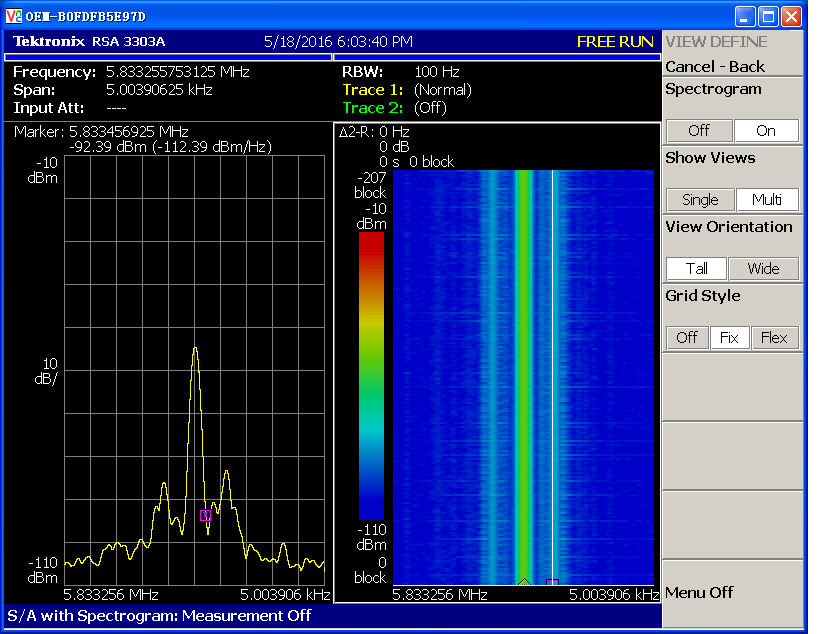 OEM-B0FDFB5E97D
Tektronix RSA 3303A 5/18/2016 6:03:40 PM FREE RUN
Frequency: 5.833255753125 MHz
Span: 5.00390625 kHz
Input Att: ----
RBW: 100 Hz
Trace 1: (Normal)
Trace 2: (Off)
Marker: 5.833456925 MHz
-92.39 dBm (-112.39 dBm/Hz)
-10
dBm
10
dB/
-110
dBm
5.833256 MHz 5.003906 kHz
Δ2-R: 0 Hz
0 dB
0 s 0 block
-207
block
-10
dBm
-110
dBm
0
block
5.833256 MHz 5.003906 kHz
S/A with Spectrogram: Measurement Off
VIEW DEFINE
Cancel - Back
Spectrogram
Off On
Show Views
Single Multi
View Orientation
Tall Wide
Grid Style
Off Fix Flex
Menu Off